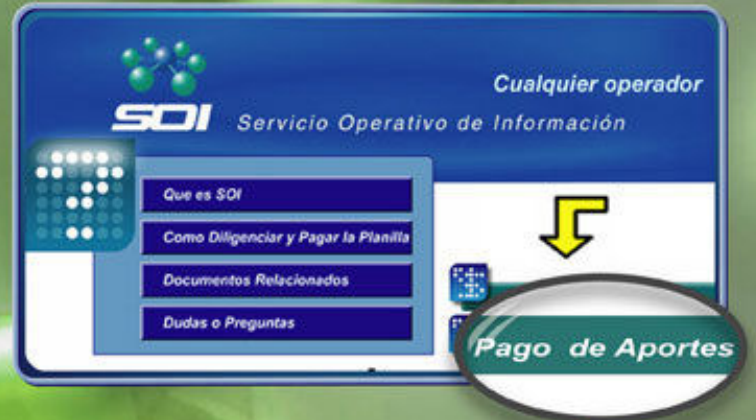 Cualquier operador
SOI
Servicio Operativo de Información
Que es SOI
Como Diligenciar y Pagar la Planilla
Documentos Relacionados
Dudas o Preguntas
Pago de Aportes